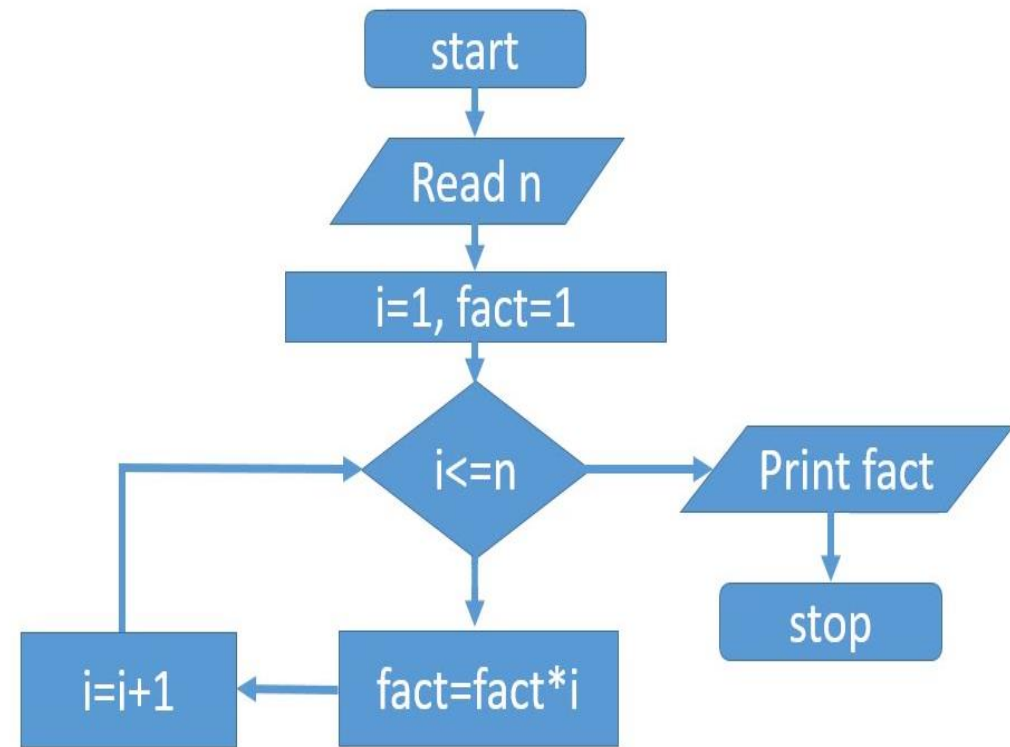 start
Read n
i=1, fact=1
i<=n
Print fact
stop
fact=fact*i
i=i+1